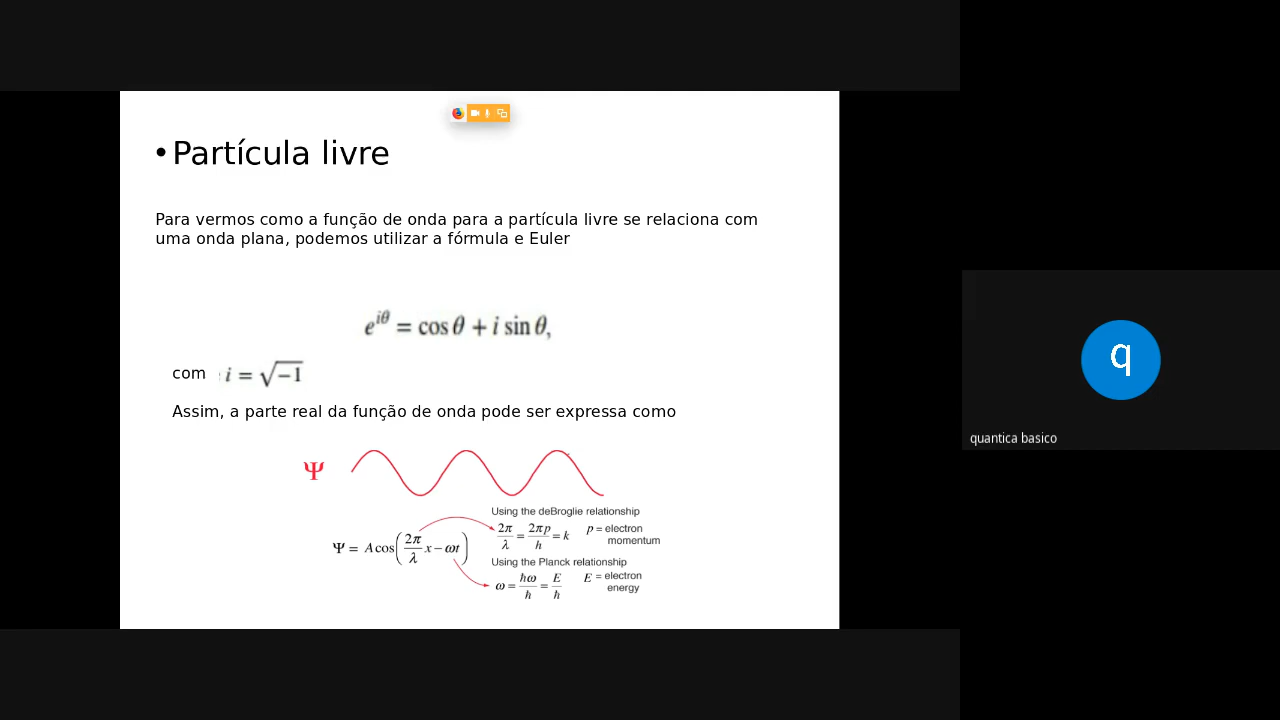 • Partícula livre
Para vermos como a função de onda para a partícula livre se relaciona com
uma onda plana, podemos utilizar a fórmula e Euler
e^{iθ} = cos θ + i sin θ,
com i = √−1
Assim, a parte real da função de onda pode ser expressa como
Ψ
Using the deBroglie relationship
2π/λ = 2πp/h = k p = electron
momentum
Ψ = A cos(2π/λ x − ωt)
Using the Planck relationship
ω = ħω/ħ = E/ħ E = electron
energy
q
quantica basico